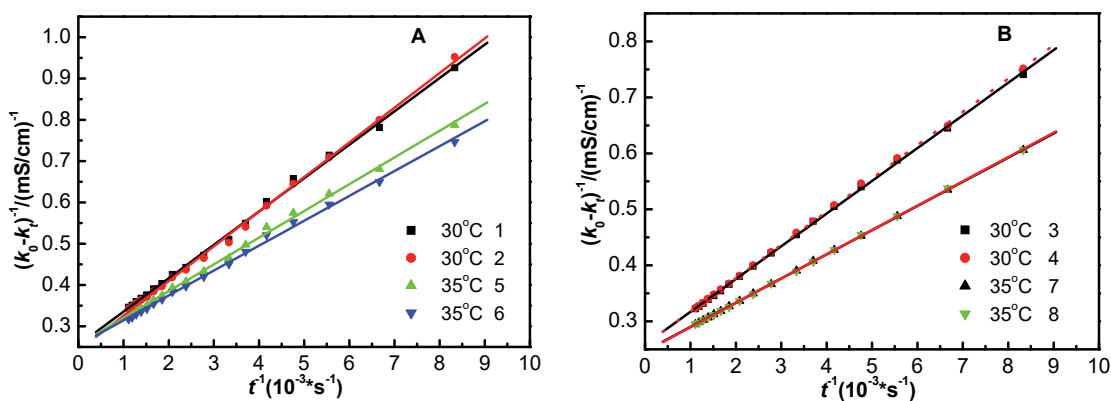 A
(k₀-kₜ)⁻¹/(mS/cm)⁻¹
1.0
0.9
0.8
0.7
0.6
0.5
0.4
0.3
30°C 1
30°C 2
35°C 5
35°C 6
0 1 2 3 4 5 6 7 8 9 10
t⁻¹(10⁻³*s⁻¹)
B
(k₀-kₜ)⁻¹/(mS/cm)⁻¹
0.8
0.7
0.6
0.5
0.4
0.3
30°C 3
30°C 4
35°C 7
35°C 8
0 1 2 3 4 5 6 7 8 9 10
t⁻¹(10⁻³*s⁻¹)